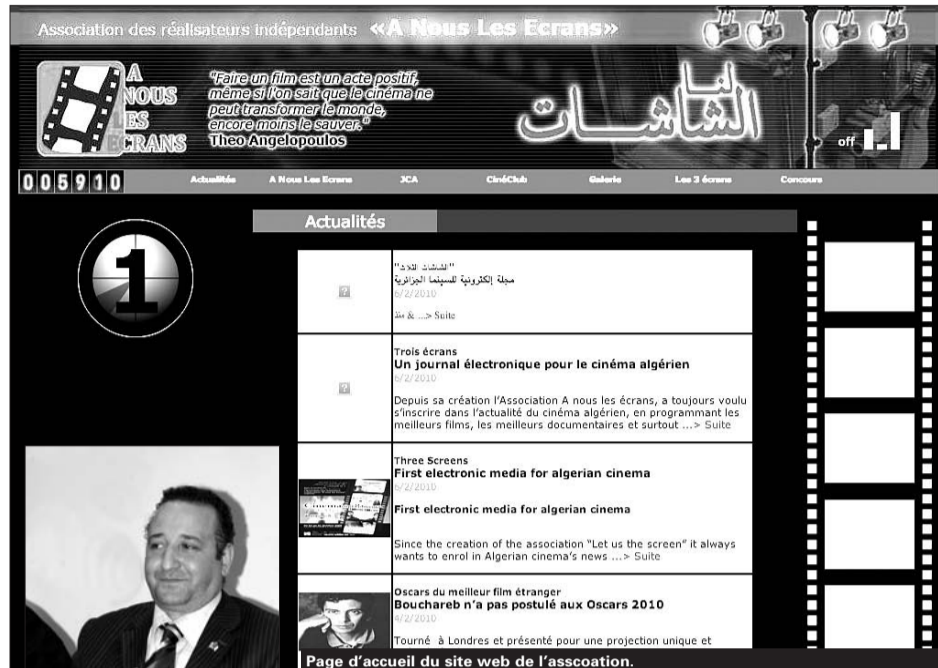 Association des réalisateurs indépendants «A Nous Les Ecrans»
A
NOUS
LES
ECRANS
"Faire un film est un acte positif,
même si l'on sait que le cinéma ne
peut transformer le monde,
encore moins le sauver."
Theo Angelopoulos
لنا
الشاشات
off
005910
Actualités A Nous Les Ecrans JCA CinéClub Galerie Les 3 écrans Concours
1
Actualités
"الشاشات الثلاث"
مجلة إلكترونية للسينما الجزائرية
6/2/2010
منذ & ...> Suite
Trois écrans
Un journal électronique pour le cinéma algérien
6/2/2010
Depuis sa création l'Association A nous les écrans, a toujours voulu
s'inscrire dans l'actualité du cinéma algérien, en programmant les
meilleurs films, les meilleurs documentaires et surtout ...> Suite
Three Screens
First electronic media for algerian cinema
6/2/2010
First electronic media for algerian cinema
Since the creation of the association "Let us the screen" it always
wants to enrol in Algerian cinema's news ...> Suite
Cinema
Oscars du meilleur film étranger
Bouchareb n'a pas postulé aux Oscars 2010
4/2/2010
Tourné à Londres et présenté pour une projection unique et
Page d'accueil du site web de l'asscoation.